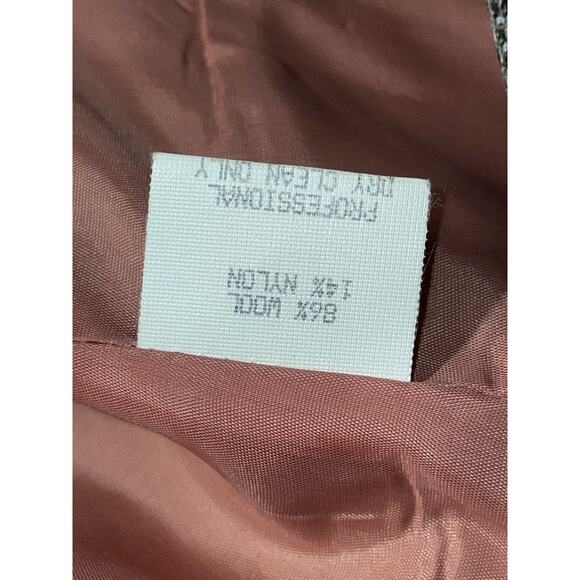 86% WOOL
14% NYLON
PROFESSIONAL
DRY CLEAN ONLY